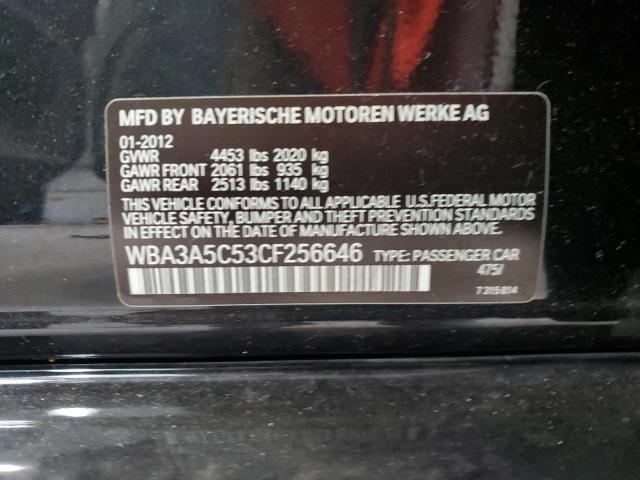 MFD BY BAYERISCHE MOTOREN WERKE AG
01-2012
GVWR 4453 lbs 2020 kg
GAWR FRONT 2061 lbs 935 kg
GAWR REAR 2513 lbs 1140 kg
THIS VEHICLE CONFORMS TO ALL APPLICABLE U.S.FEDERAL MOTOR
VEHICLE SAFETY, BUMPER AND THEFT PREVENTION STANDARDS
IN EFFECT ON THE DATE OF MANUFACTURE SHOWN ABOVE.
WBA3A5C53CF256646 TYPE: PASSENGER CAR
475/
7 315 814